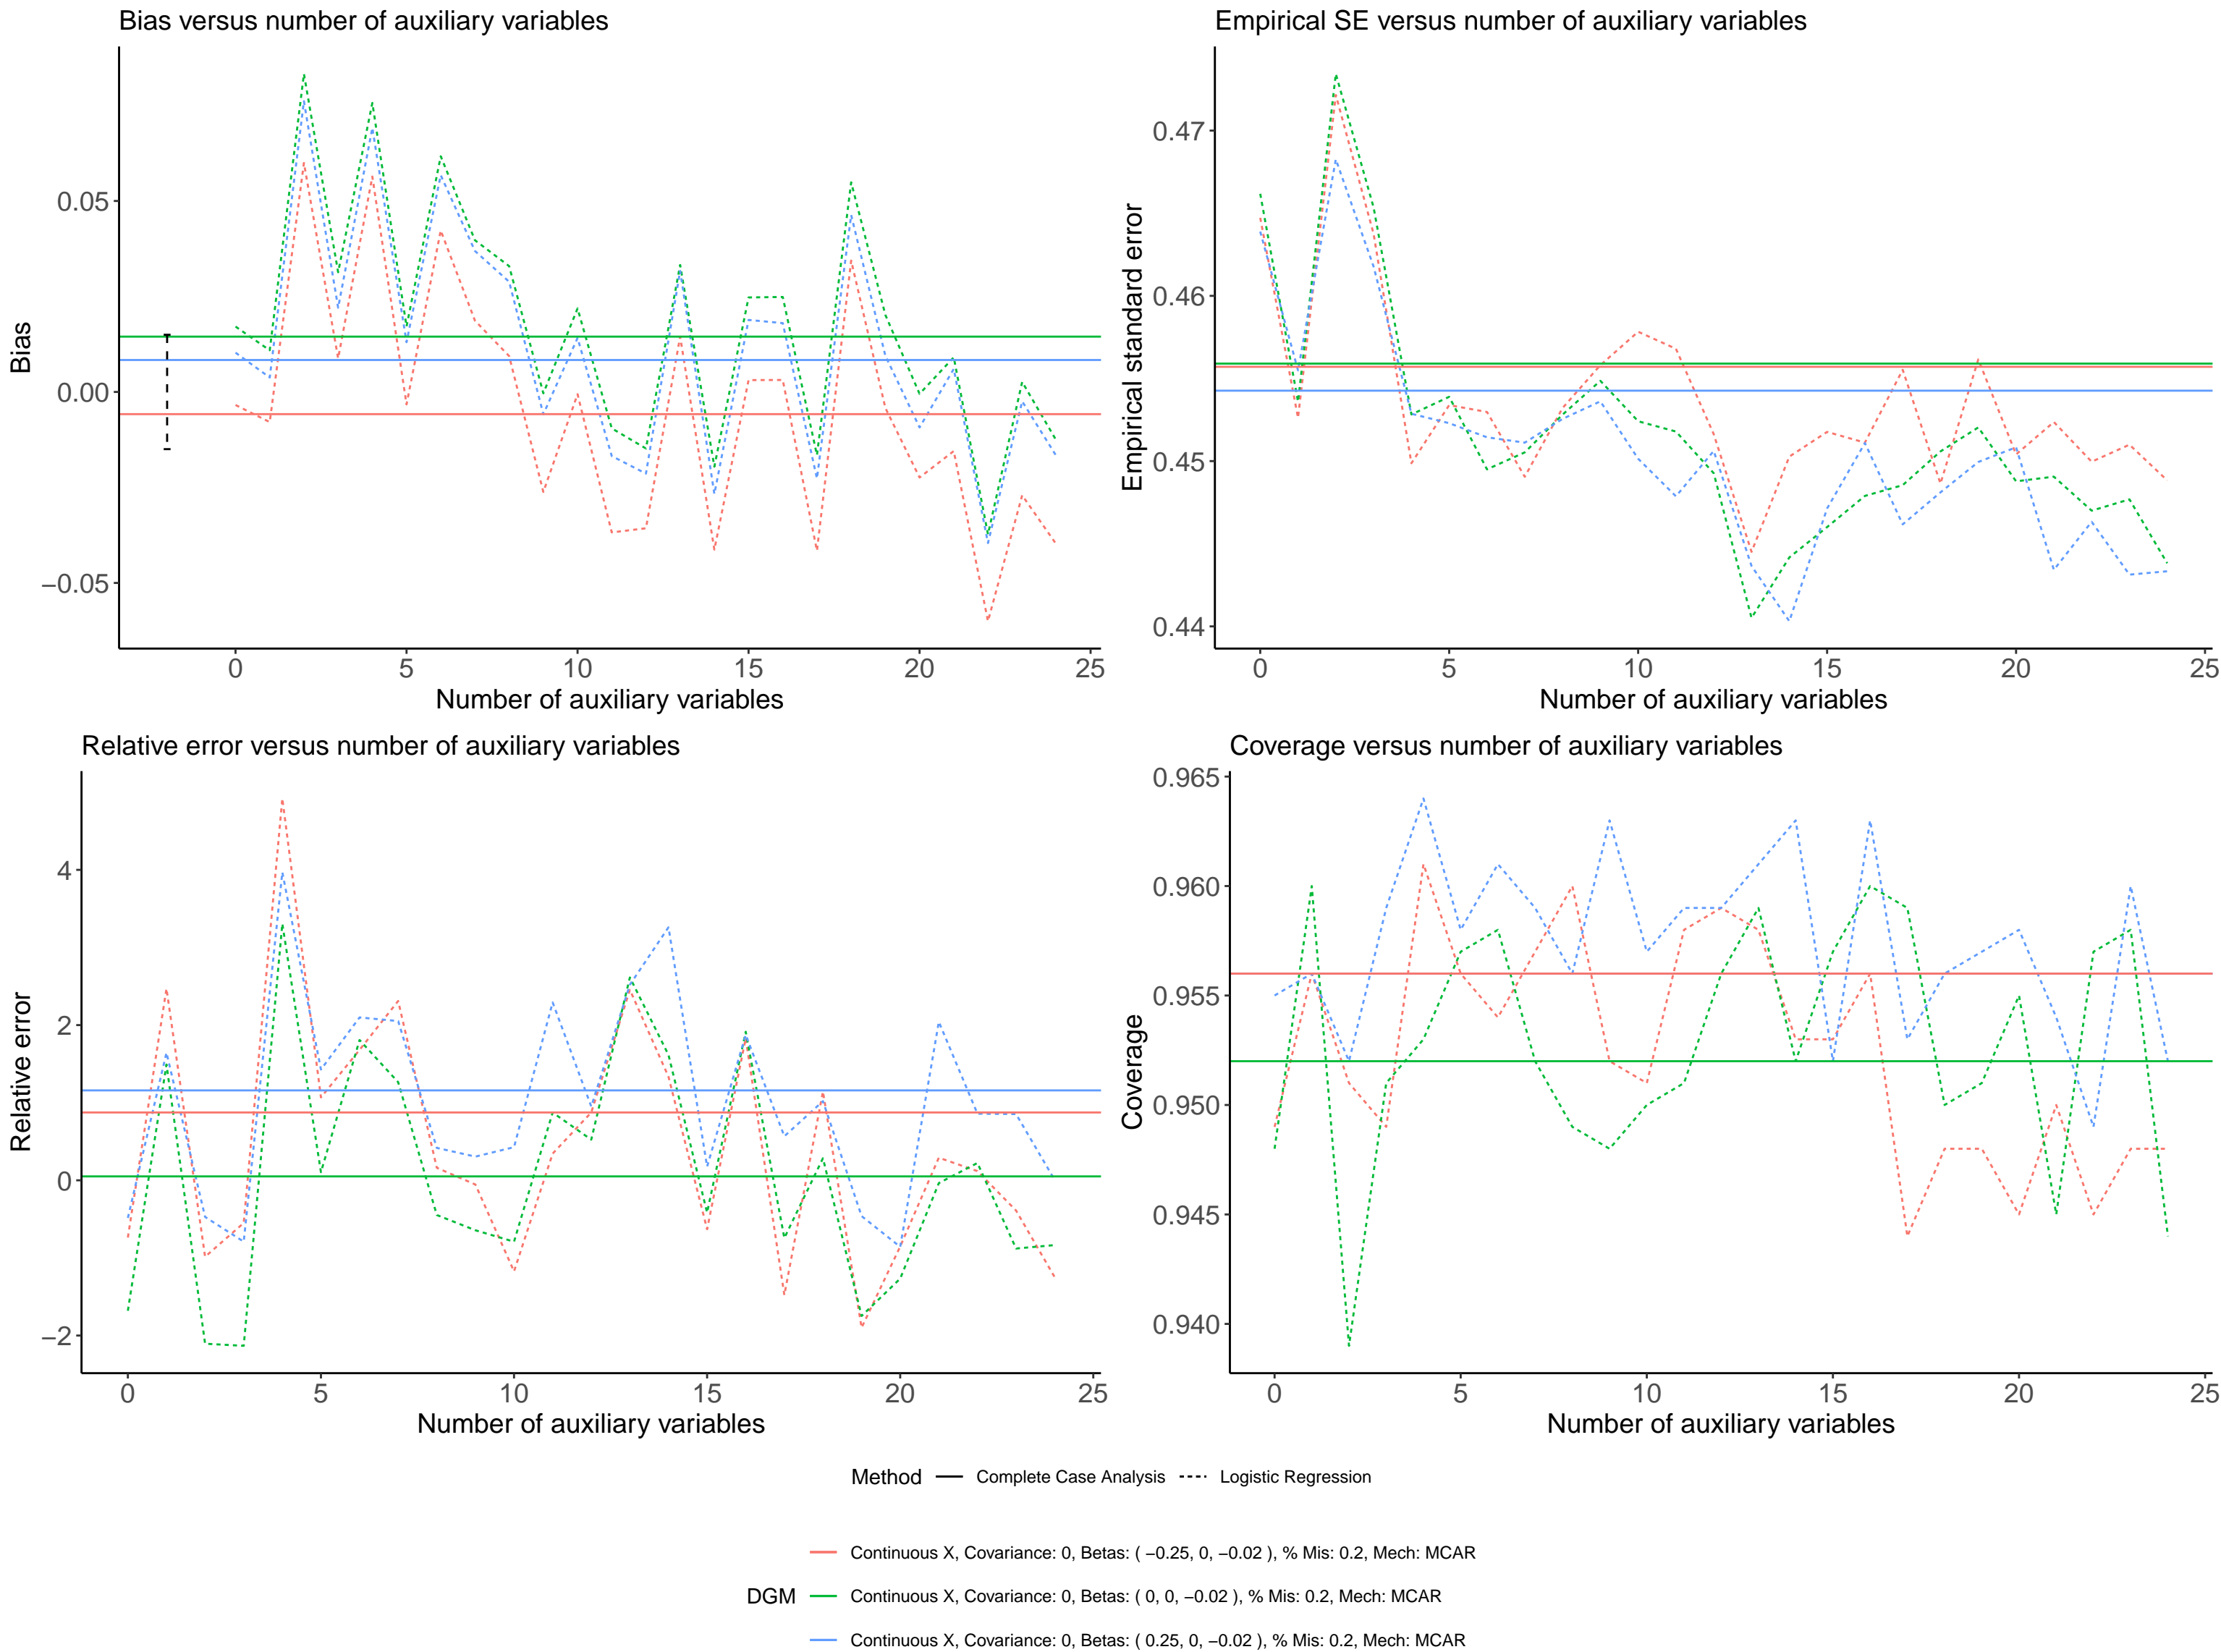 Bias versus number of auxiliary variables
Bias
0.05
0.00
−0.05
0 5 10 15 20 25
Number of auxiliary variables
Empirical SE versus number of auxiliary variables
Empirical standard error
0.47
0.46
0.45
0.44
0 5 10 15 20 25
Number of auxiliary variables
Relative error versus number of auxiliary variables
Relative error
4
2
0
−2
0 5 10 15 20 25
Number of auxiliary variables
Coverage versus number of auxiliary variables
Coverage
0.965
0.960
0.955
0.950
0.945
0.940
0 5 10 15 20 25
Number of auxiliary variables
Method Complete Case Analysis Logistic Regression
DGM
Continuous X, Covariance: 0, Betas: ( −0.25, 0, −0.02 ), % Mis: 0.2, Mech: MCAR
Continuous X, Covariance: 0, Betas: ( 0, 0, −0.02 ), % Mis: 0.2, Mech: MCAR
Continuous X, Covariance: 0, Betas: ( 0.25, 0, −0.02 ), % Mis: 0.2, Mech: MCAR